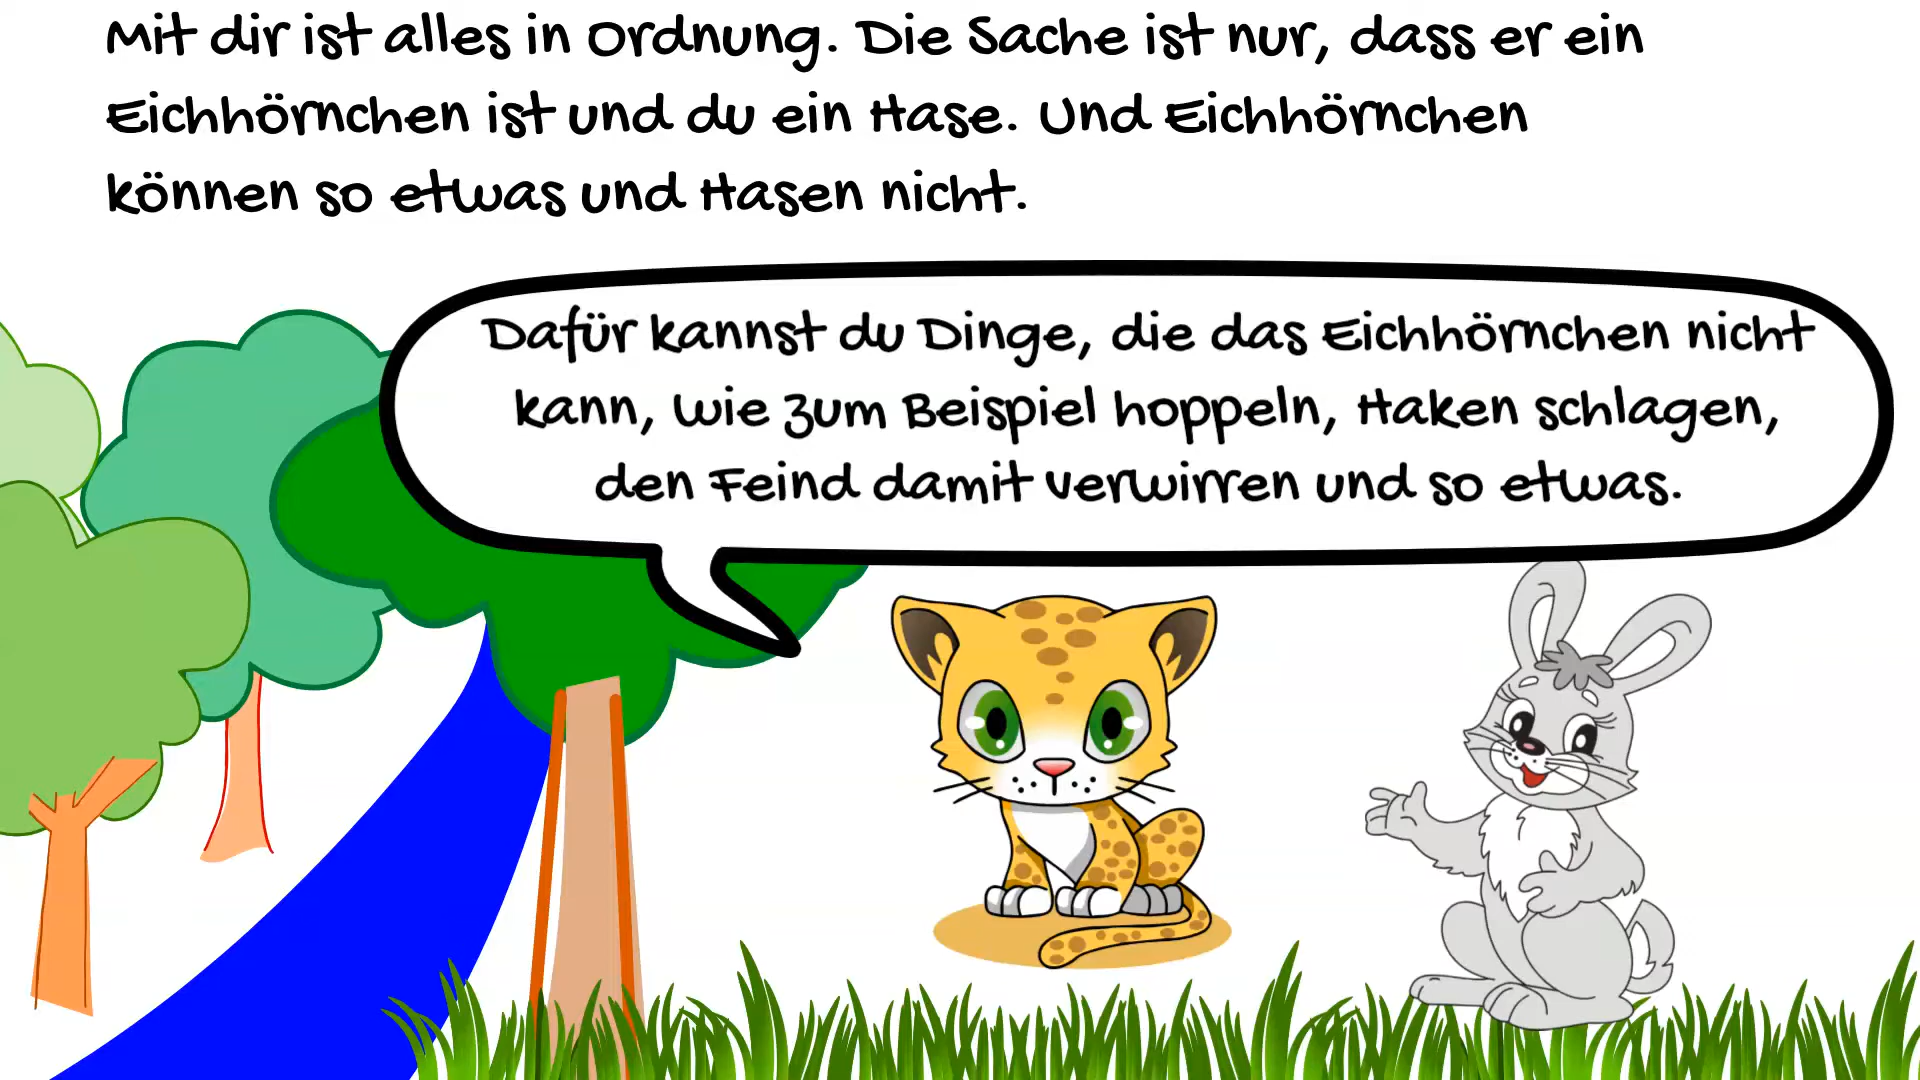 Mit dir ist alles in Ordnung. Die Sache ist nur, dass er ein
Eichhörnchen ist und du ein Hase. Und Eichhörnchen
können so etwas und Hasen nicht.
Dafür kannst du Dinge, die das Eichhörnchen nicht
kann, wie zum Beispiel hoppeln, Haken schlagen,
den Feind damit verwirren und so etwas.